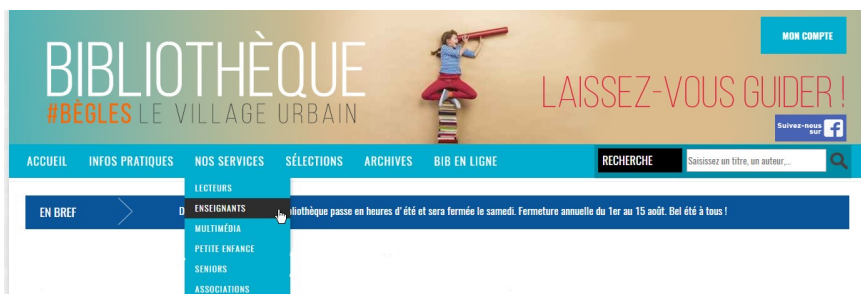 MON COMPTE
BIBLIOTHÈQUE
#BÈGLES LE VILLAGE URBAIN
LAISSEZ-VOUS GUIDER !
Suivez-nous
sur f
ACCUEIL INFOS PRATIQUES NOS SERVICES SÉLECTIONS ARCHIVES BIB EN LIGNE RECHERCHE Saisissez un titre, un auteur,...
LECTEURS
ENSEIGNANTS
MULTIMÉDIA
PETITE ENFANCE
SENIORS
ASSOCIATIONS
EN BREF passe en heures d'été et sera fermée le samedi. Fermeture annuelle du 1er au 15 août. Bel été à tous !